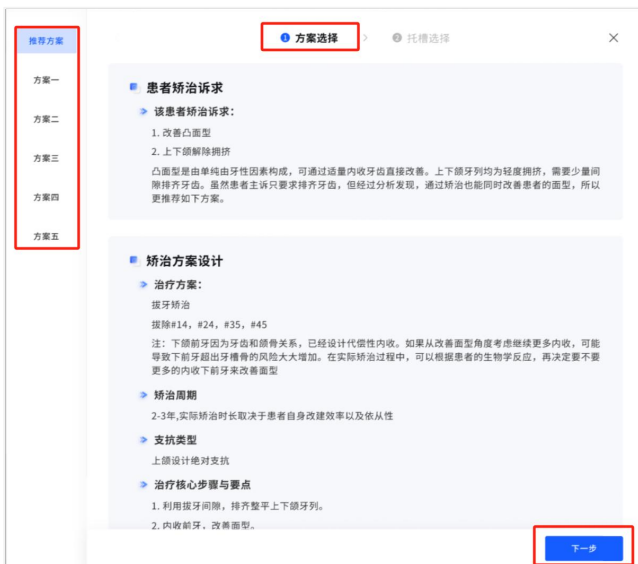 推荐方案
方案一
方案二
方案三
方案四
方案五
1 方案选择 > 2 托槽选择 ×
患者矫治诉求
该患者矫治诉求：
1. 改善凸面型
2. 上下颌解除拥挤
凸面型是由单纯由牙性因素构成，可通过适量内收牙齿直接改善。上下颌牙列均为轻度拥挤，需要少量间
隙排齐牙齿。虽然患者主诉只要求排齐牙齿，但经过分析发现，通过矫治也能同时改善患者的面型，所以
更推荐如下方案。
矫治方案设计
治疗方案：
拔牙矫治
拔除#14，#24，#35，#45
注：下颌前牙因为牙齿和颌骨关系，已经设计代偿性内收。如果从改善面型角度考虑继续更多内收，可能
导致下前牙超出牙槽骨的风险大大增加。在实际矫治过程中，可以根据患者的生物学反应，再决定要不要
更多的内收下前牙来改善面型
矫治周期
2-3年,实际矫治时长取决于患者自身改建效率以及依从性
支抗类型
上颌设计绝对支抗
治疗核心步骤与要点
1. 利用拔牙间隙，排齐整平上下颌牙列。
2. 内收前牙，改善面型。
下一步